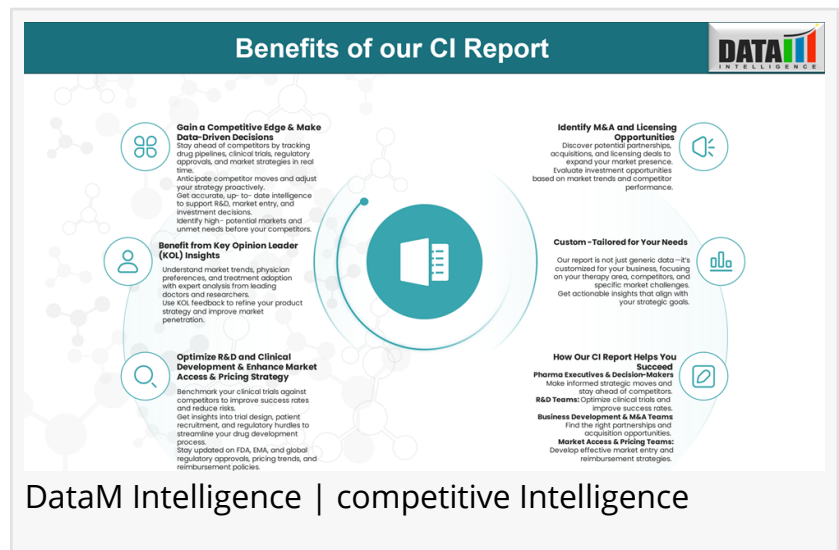 Benefits of our CI Report
DATAM
INTELLIGENCE
Gain a Competitive Edge & Make
Data-Driven Decisions
Stay ahead of competitors by tracking
drug pipelines, clinical trials, regulatory
approvals, and market strategies in real
time.
Anticipate competitor moves and adjust
your strategy proactively.
Get accurate, up- to- date intelligence
to support R&D, market entry, and
investment decisions.
Identify high- potential markets and
unmet needs before your competitors.
Benefit from Key Opinion Leader
(KOL) Insights
Understand market trends, physician
preferences, and treatment adoption
with expert analysis from leading
doctors and researchers.
Use KOL feedback to refine your product
strategy and improve market
penetration.
Optimize R&D and Clinical
Development & Enhance Market
Access & Pricing Strategy
Benchmark your clinical trials against
competitors to improve success rates
and reduce risks.
Get insights into trial design, patient
recruitment, and regulatory hurdles to
streamline your drug development
process.
Stay updated on FDA, EMA, and global
regulatory approvals, pricing trends, and
reimbursement policies.
Identify M&A and Licensing
Opportunities
Discover potential partnerships,
acquisitions, and licensing deals to
expand your market presence.
Evaluate investment opportunities
based on market trends and competitor
performance.
Custom -Tailored for Your Needs
Our report is not just generic data—it's
customized for your business, focusing
on your therapy area, competitors, and
specific market challenges.
Get actionable insights that align with
your strategic goals.
How Our CI Report Helps You
Succeed
Pharma Executives & Decision-Makers
Make informed strategic moves and
stay ahead of competitors.
R&D Teams: Optimize clinical trials and
improve success rates.
Business Development & M&A Teams
Find the right partnerships and
acquisition opportunities.
Market Access & Pricing Teams:
Develop effective market entry and
reimbursement strategies.
DataM Intelligence | competitive Intelligence